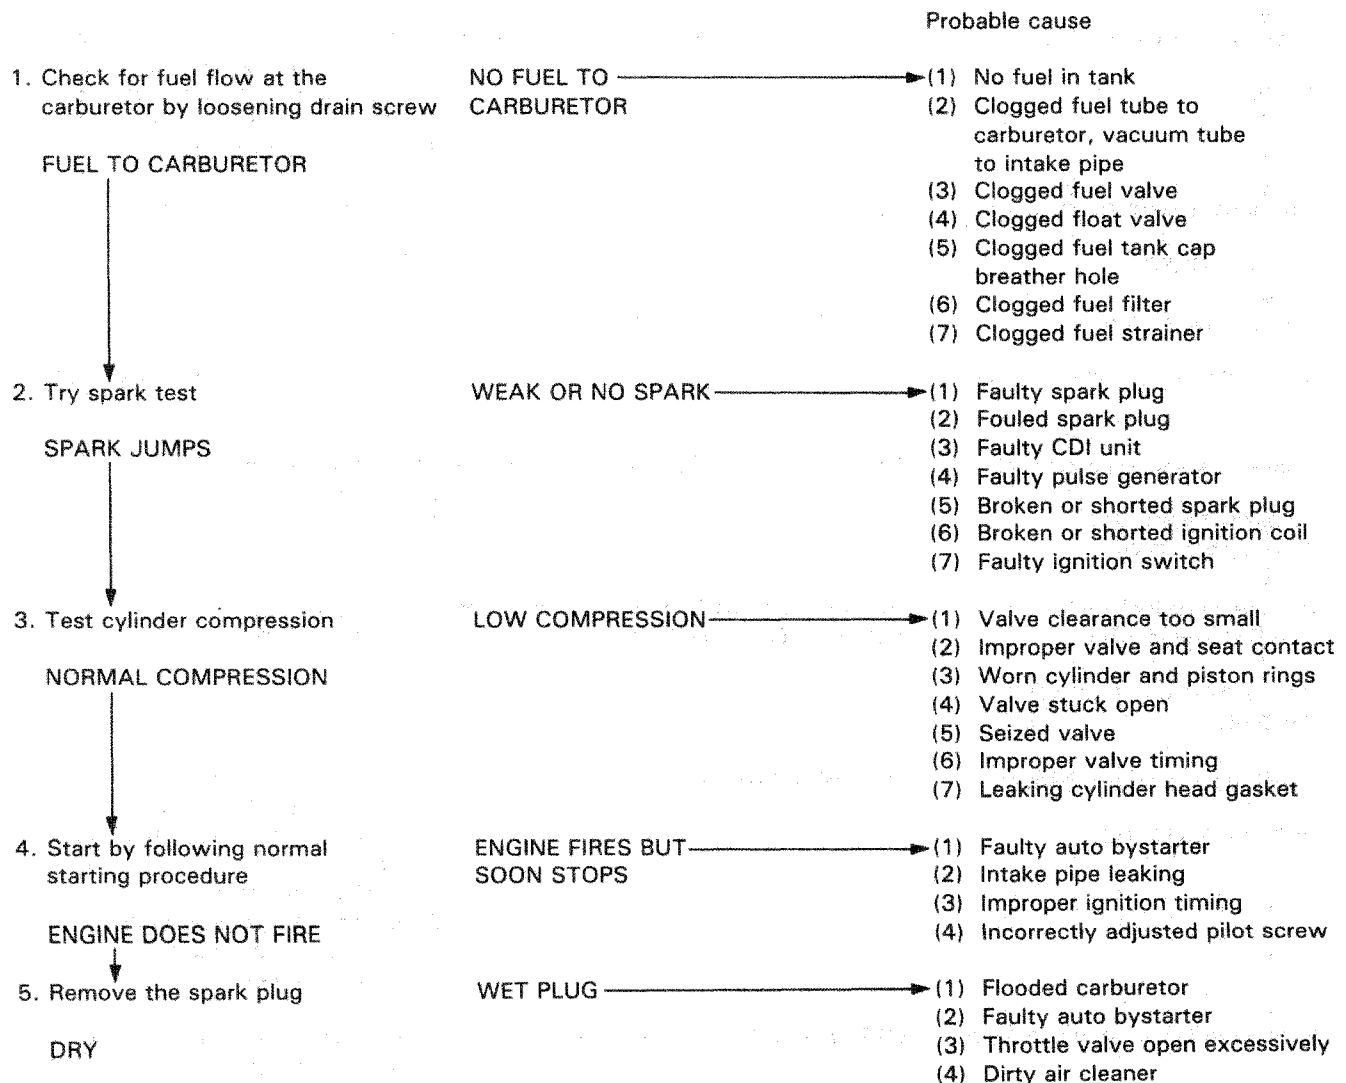 Probable cause
1. Check for fuel flow at the
carburetor by loosening drain screw
NO FUEL TO
CARBURETOR
(1) No fuel in tank
(2) Clogged fuel tube to
carburetor, vacuum tube
to intake pipe
(3) Clogged fuel valve
(4) Clogged float valve
(5) Clogged fuel tank cap
breather hole
(6) Clogged fuel filter
(7) Clogged fuel strainer
FUEL TO CARBURETOR
2. Try spark test
WEAK OR NO SPARK
(1) Faulty spark plug
(2) Fouled spark plug
(3) Faulty CDI unit
(4) Faulty pulse generator
(5) Broken or shorted spark plug
(6) Broken or shorted ignition coil
(7) Faulty ignition switch
SPARK JUMPS
3. Test cylinder compression
LOW COMPRESSION
(1) Valve clearance too small
(2) Improper valve and seat contact
(3) Worn cylinder and piston rings
(4) Valve stuck open
(5) Seized valve
(6) Improper valve timing
(7) Leaking cylinder head gasket
NORMAL COMPRESSION
4. Start by following normal
starting procedure
ENGINE FIRES BUT
SOON STOPS
(1) Faulty auto bystarter
(2) Intake pipe leaking
(3) Improper ignition timing
(4) Incorrectly adjusted pilot screw
ENGINE DOES NOT FIRE
5. Remove the spark plug
WET PLUG
(1) Flooded carburetor
(2) Faulty auto bystarter
(3) Throttle valve open excessively
(4) Dirty air cleaner
DRY